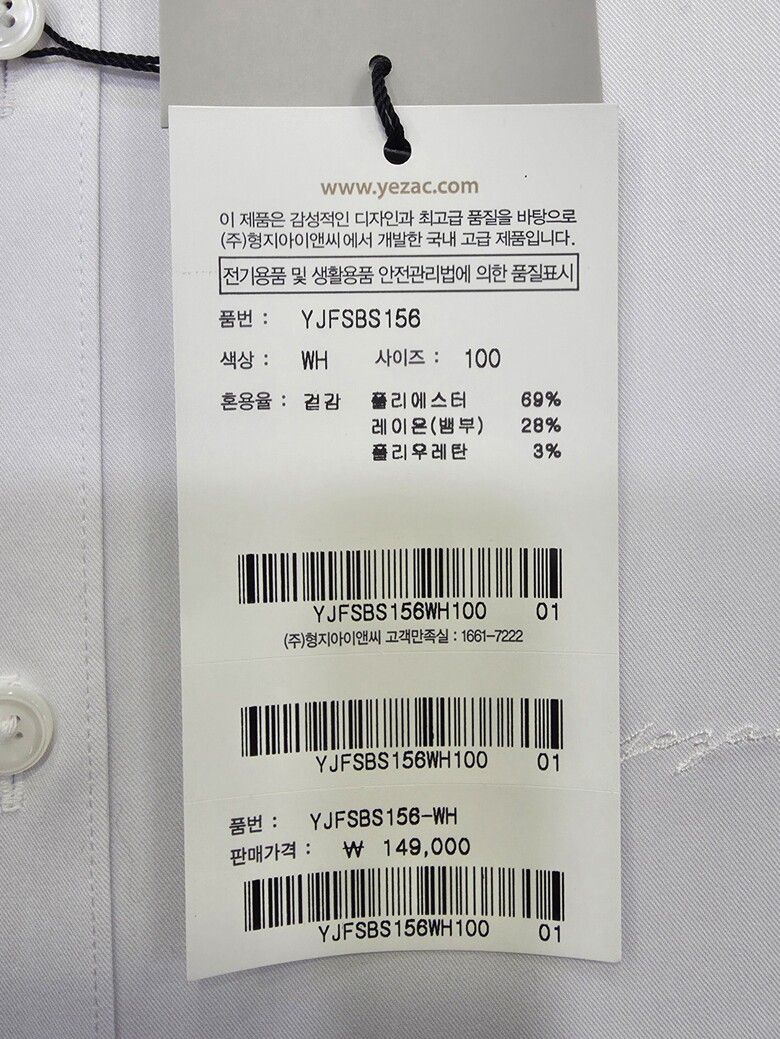 www.yezac.com
이 제품은 감성적인 디자인과 최고급 품질을 바탕으로
(주)형지아이앤씨에서 개발한 국내 고급 제품입니다.
전기용품 및 생활용품 안전관리법에 의한 품질표시
품번 : YJFSBS156
색상 : WH 사이즈 : 100
혼용율 : 겉감 폴리에스터 69%
레이온(뱀부) 28%
폴리우레탄 3%
YJFSBS156WH100 01
(주)형지아이앤씨 고객만족실 : 1661-7222
YJFSBS156WH100 01
품번 : YJFSBS156-WH
판매가격 : ₩ 149,000
YJFSBS156WH100 01